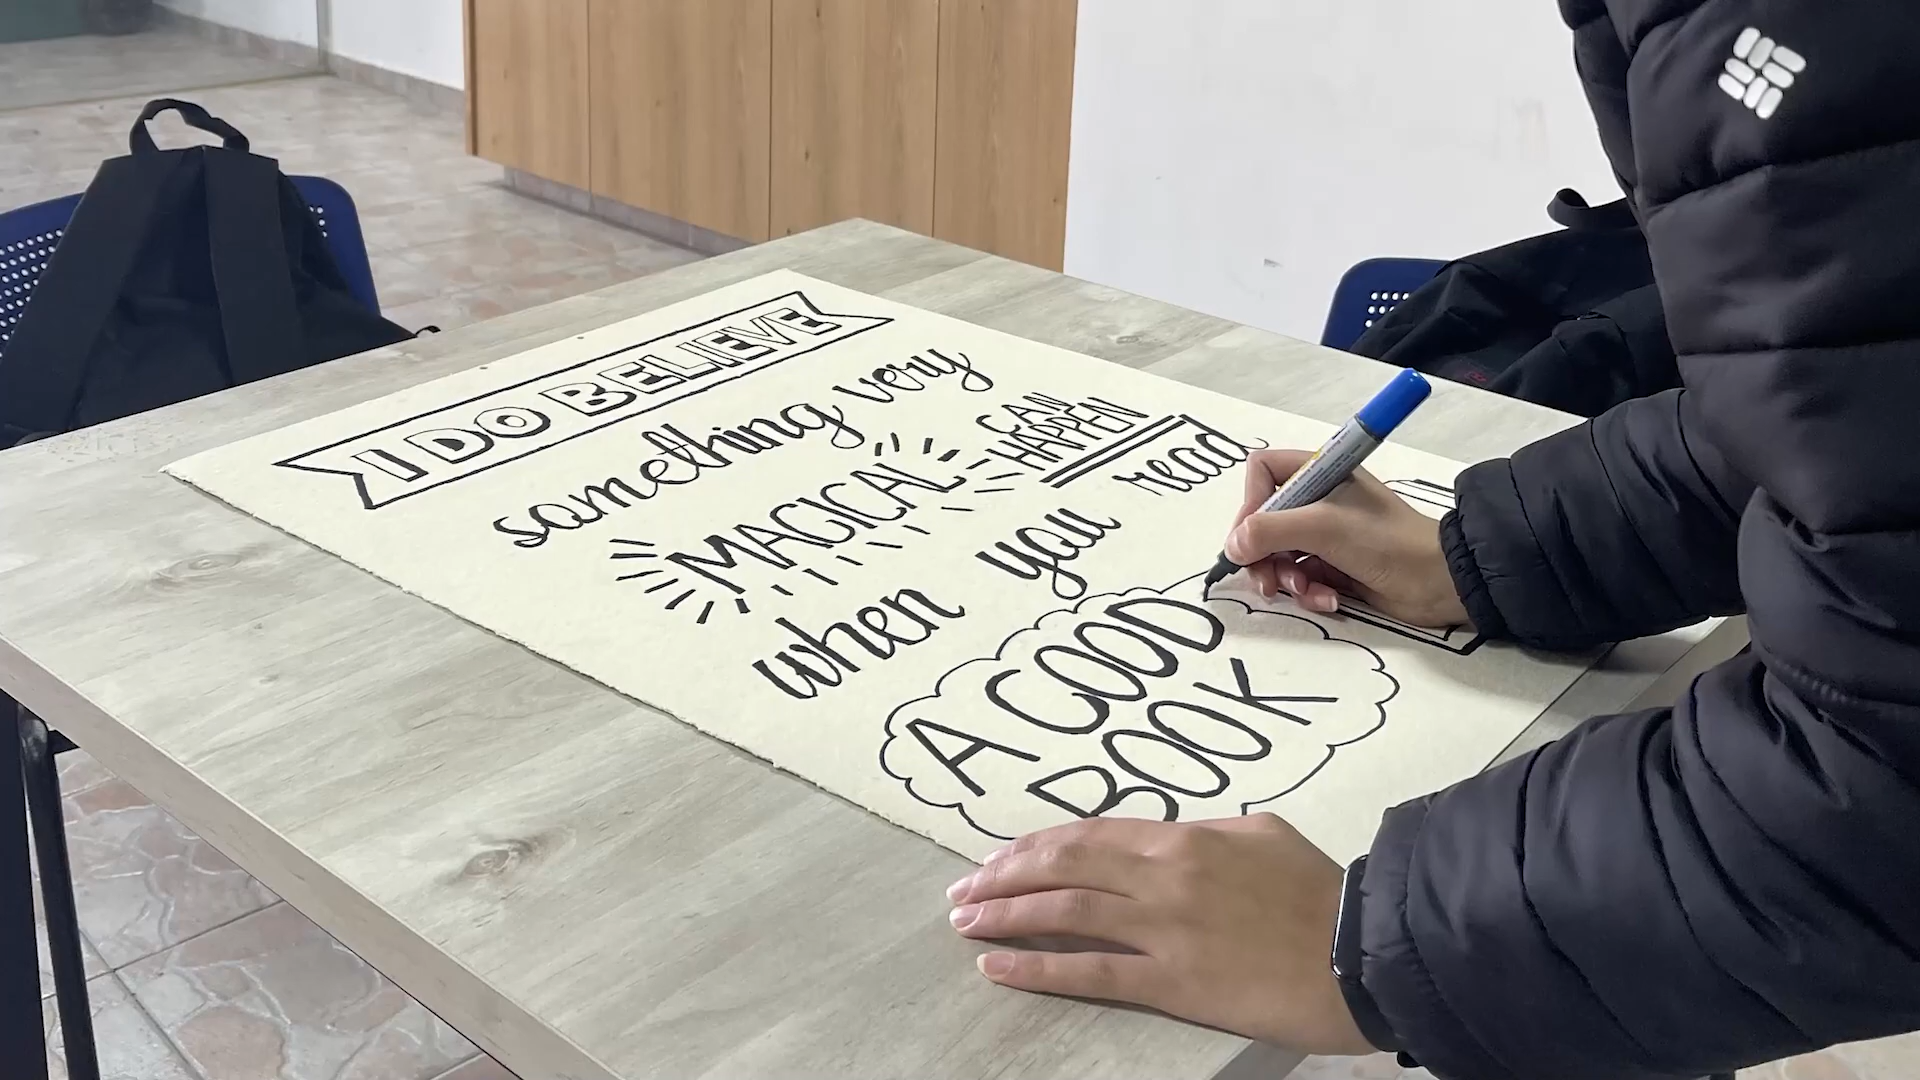 I DO BELIEVE
something very
MAGICAL
CAN
HAPPEN
when you read
A GOOD
BOOK